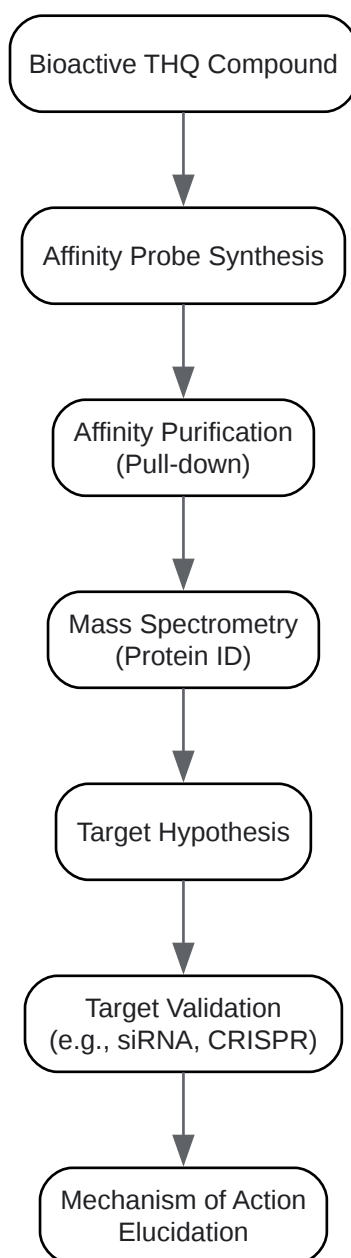 Bioactive THQ Compound
Affinity Probe Synthesis
Affinity Purification
(Pull-down)
Mass Spectrometry
(Protein ID)
Target Hypothesis
Target Validation
(e.g., siRNA, CRISPR)
Mechanism of Action
Elucidation